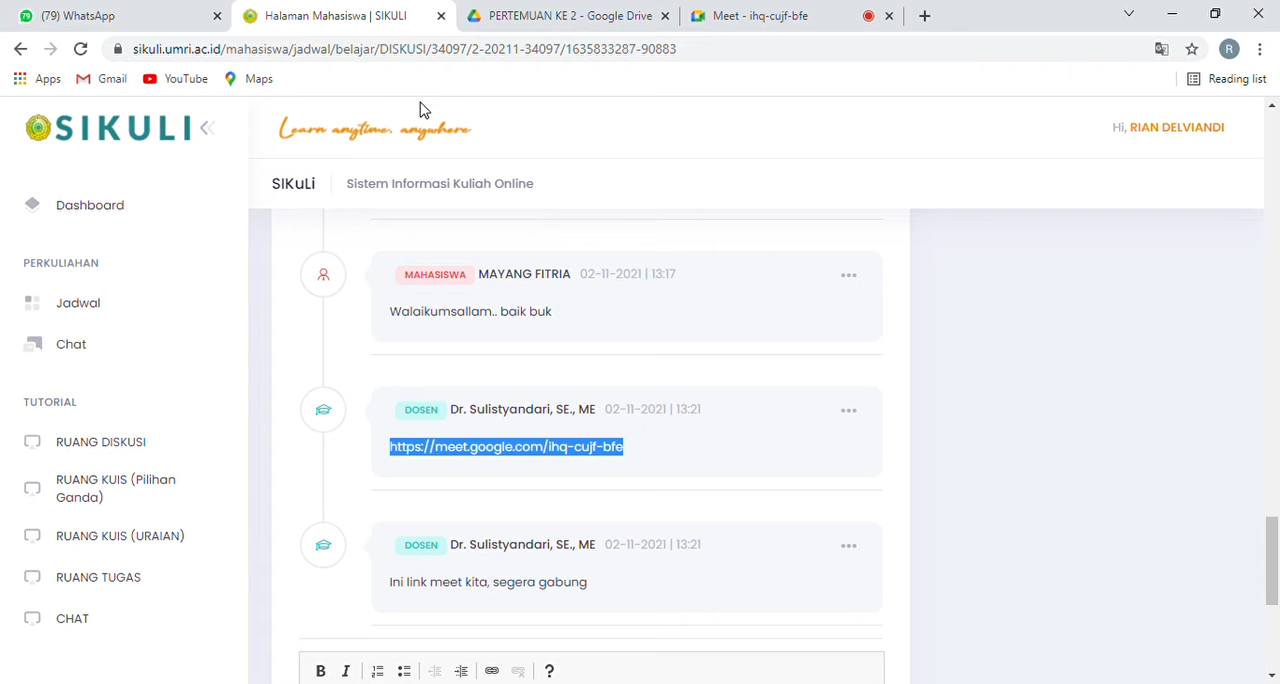 (79) WhatsApp
Halaman Mahasiswa | SIKULI
PERTEMUAN KE 2 - Google Drive
Meet - ihq-cujf-bfe
sikuli.umri.ac.id/mahasiswa/jadwal/belajar/DISKUSI/34097/2-20211-34097/1635833287-90883
R
Apps
Gmail
YouTube
Maps
Reading list
SIKULI
Learn anytime, anywhere
Hi, RIAN DELVIANDI
SIKuLi
Sistem Informasi Kuliah Online
Dashboard
PERKULIAHAN
Jadwal
Chat
TUTORIAL
RUANG DISKUSI
RUANG KUIS (Pilihan
Ganda)
RUANG KUIS (URAIAN)
RUANG TUGAS
CHAT
MAHASISWA MAYANG FITRIA 02-11-2021 | 13:17
Walaikumsallam.. baik buk
DOSEN Dr. Sulistyandari, SE., ME 02-11-2021 | 13:21
https://meet.google.com/ihq-cujf-bfe
DOSEN Dr. Sulistyandari, SE., ME 02-11-2021 | 13:21
Ini link meet kita, segera gabung
B I ?